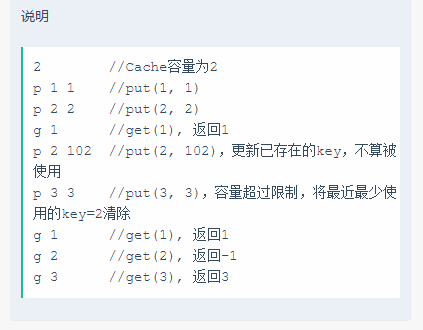 说明
2        //Cache容量为2
p 1 1    //put(1, 1)
p 2 2    //put(2, 2)
g 1      //get(1), 返回1
p 2 102  //put(2, 102)，更新已存在的key，不算被
使用
p 3 3    //put(3, 3)，容量超过限制，将最近最少使
用的key=2清除
g 1      //get(1), 返回1
g 2      //get(2), 返回-1
g 3      //get(3), 返回3